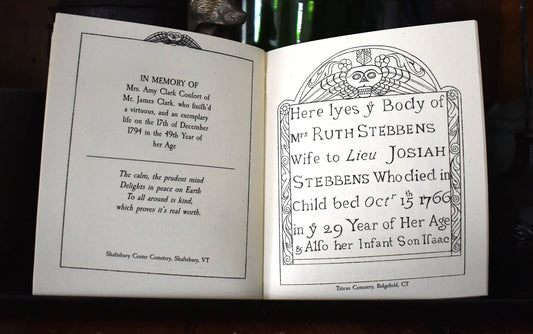 IN MEMORY OF
Mrs. Amy Clark Confort of
Mr. James Clark, who finish'd
a virtuous, and an exemplary
life on the 17th of December
1794 in the 49th Year of
her Age
The calm, the prudent mind
Delights in peace on Earth
To all around is kind,
which proves it's real worth.
Shaftsbury Center Cemetery, Shaftsbury, VT
Here lyes ẙ Body of
Mrs RUTH STEBBENS
Wife to Lieu JOSIAH
STEBBENS Who died in
Child bed Octr 15th 1766
in ẙ 29 Year of Her Age
& Alſo her Infant Son Iſaac
Titicus Cemetery, Ridgefield, CT